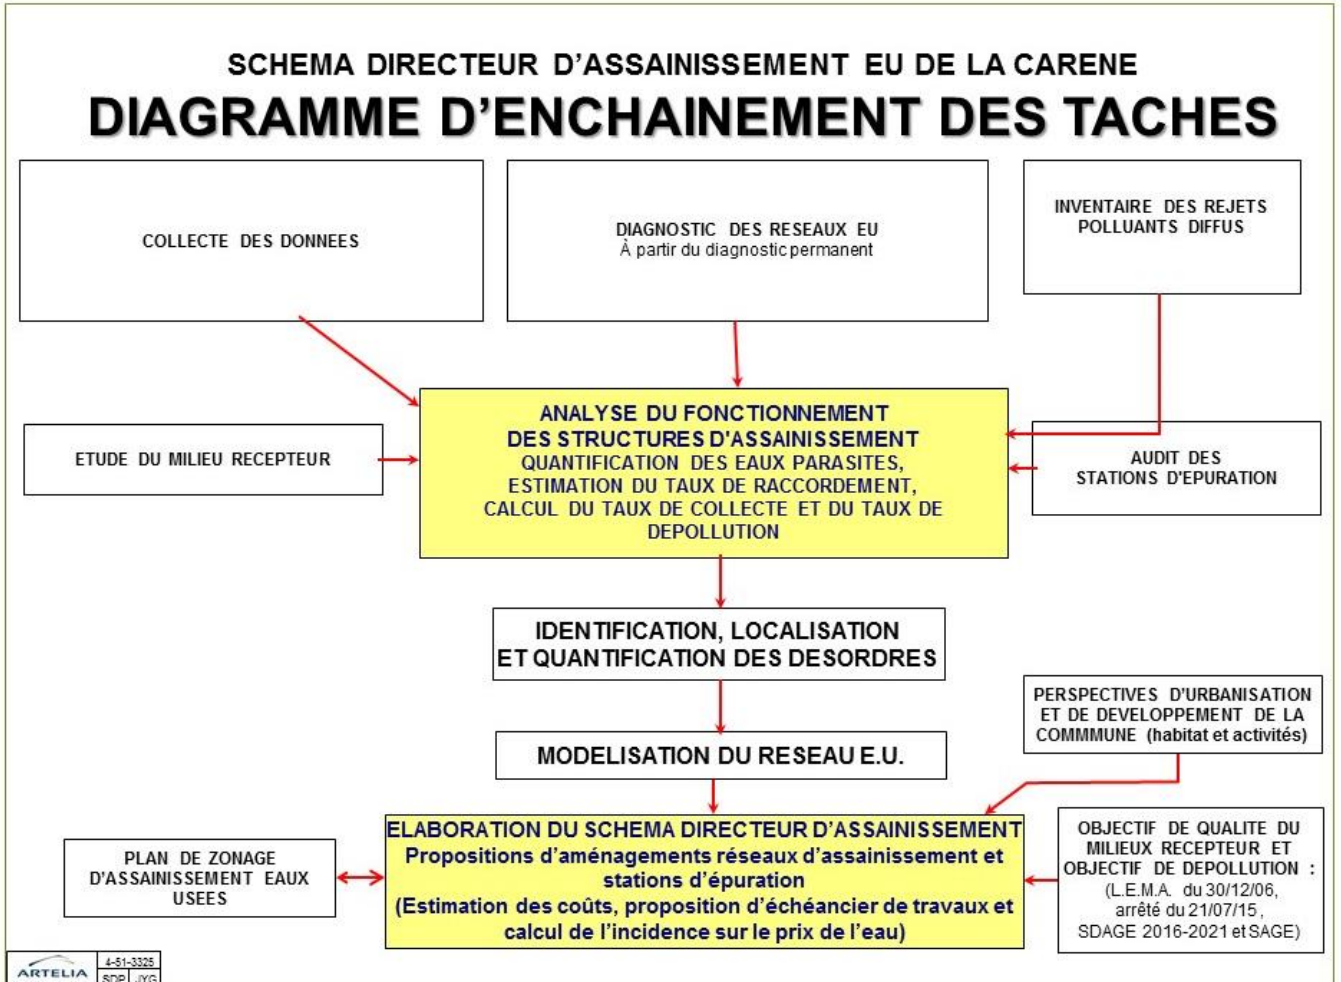 SCHEMA DIRECTEUR D'ASSAINISSEMENT EU DE LA CARENE
DIAGRAMME D'ENCHAINEMENT DES TACHES
COLLECTE DES DONNEES
DIAGNOSTIC DES RESEAUX EU
À partir du diagnostic permanent
INVENTAIRE DES REJETS
POLLUANTS DIFFUS
ETUDE DU MILIEU RECEPTEUR
ANALYSE DU FONCTIONNEMENT
DES STRUCTURES D'ASSAINISSEMENT
QUANTIFICATION DES EAUX PARASITES,
ESTIMATION DU TAUX DE RACCORDEMENT,
CALCUL DU TAUX DE COLLECTE ET DU TAUX DE
DEPOLLUTION
AUDIT DES
STATIONS D'EPURATION
IDENTIFICATION, LOCALISATION
ET QUANTIFICATION DES DESORDRES
PERSPECTIVES D'URBANISATION
ET DE DEVELOPPEMENT DE LA
COMMMUNE (habitat et activités)
MODELISATION DU RESEAU E.U.
PLAN DE ZONAGE
D'ASSAINISSEMENT EAUX
USEES
ELABORATION DU SCHEMA DIRECTEUR D'ASSAINISSEMENT
Propositions d'aménagements réseaux d'assainissement et
stations d'épuration
(Estimation des coûts, proposition d'échéancier de travaux et
calcul de l'incidence sur le prix de l'eau)
OBJECTIF DE QUALITE DU
MILIEUX RECEPTEUR ET
OBJECTIF DE DEPOLLUTION :
(L.E.M.A. du 30/12/06,
arrêté du 21/07/15,
SDAGE 2016-2021 et SAGE)
ARTELIA
4-51-3325
SDP JYG